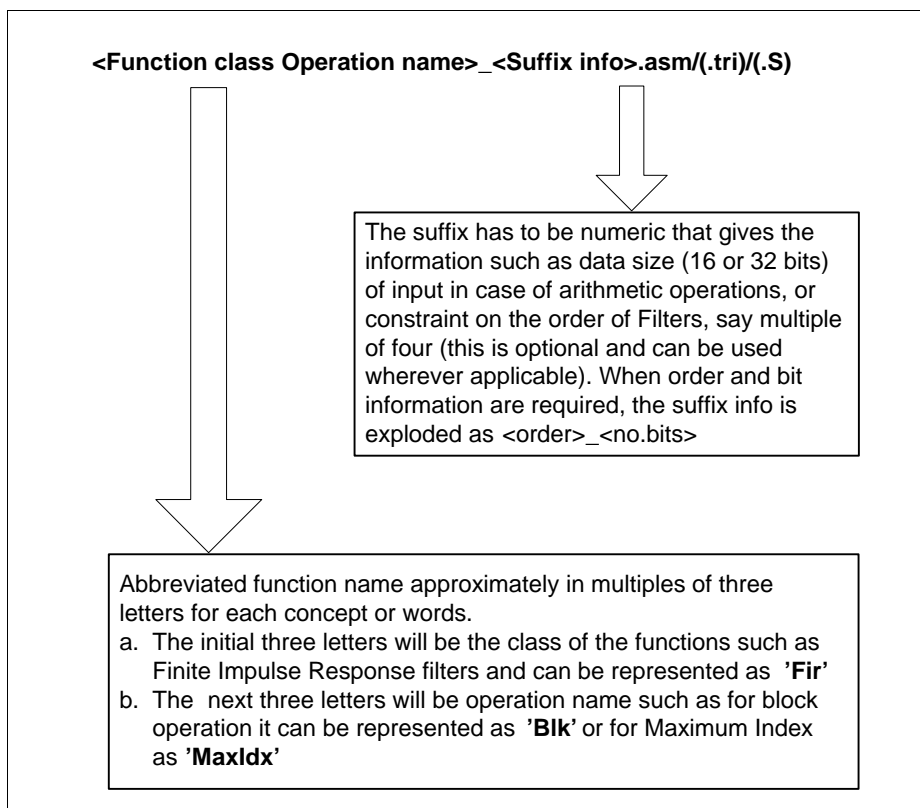 <Function class Operation name>_<Suffix info>.asm/(.tri)/(.S)
The suffix has to be numeric that gives the
information such as data size (16 or 32 bits)
of input in case of arithmetic operations, or
constraint on the order of Filters, say multiple
of four (this is optional and can be used
wherever applicable). When order and bit
information are required, the suffix info is
exploded as <order>_<no.bits>
Abbreviated function name approximately in multiples of three
letters for each concept or words.
a. The initial three letters will be the class of the functions such as
Finite Impulse Response filters and can be represented as 'Fir'
b. The next three letters will be operation name such as for block
operation it can be represented as 'Blk' or for Maximum Index
as 'MaxIdx'